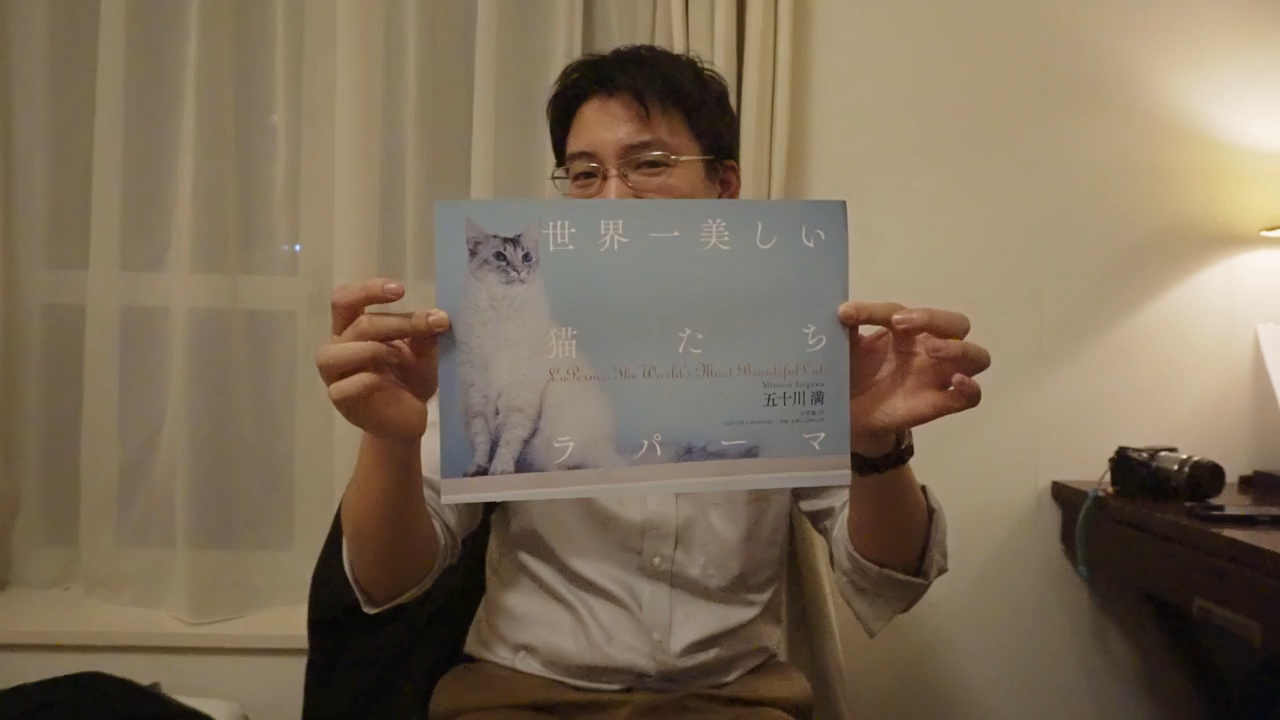 世界一美しい
猫たち
LaPerma, The World's Most Beautiful Cats
Mitsuru Isogawa
五十川 満
ラパーマ